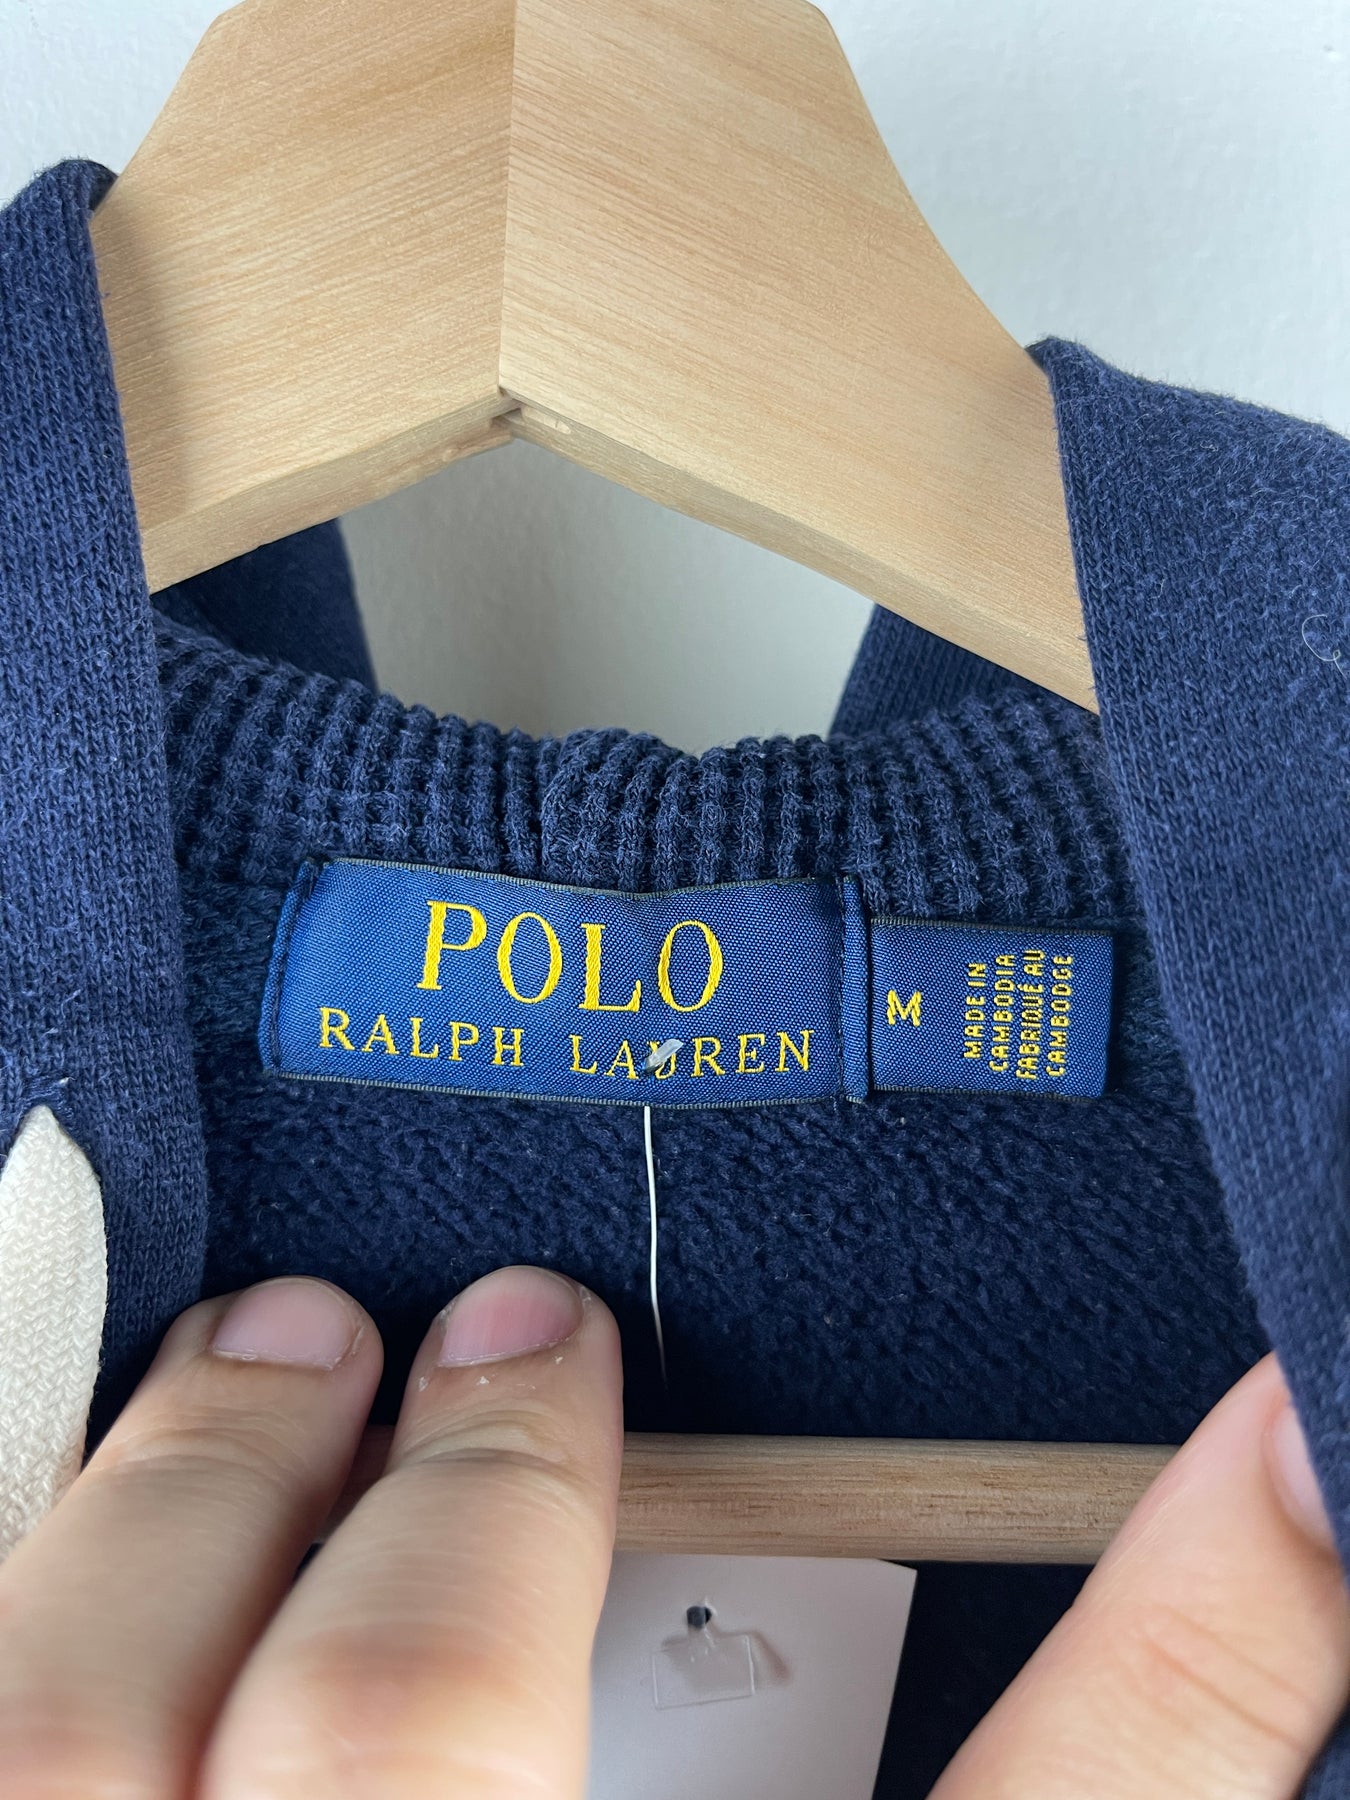 POLO
RALPH LAUREN
M
MADE IN
CAMBODIA
FABRIQUÉ AU
CAMBODGE